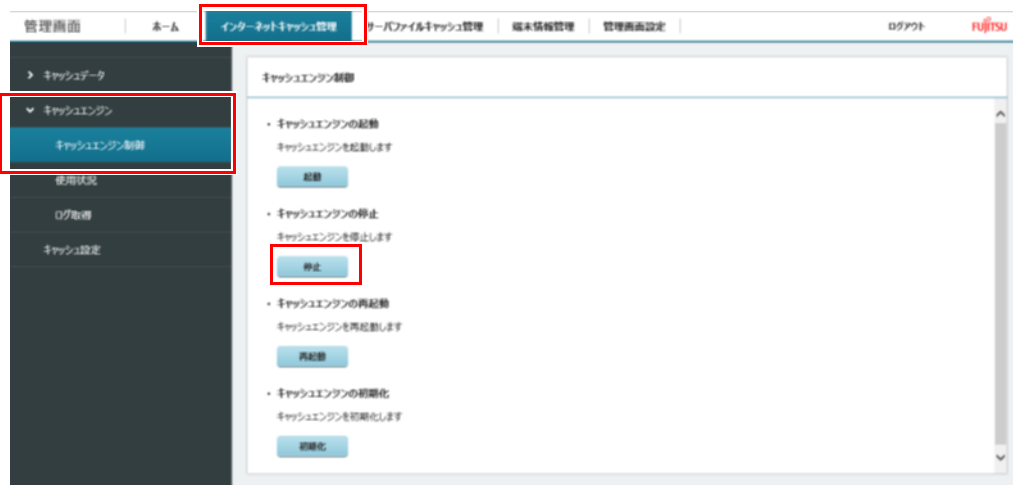 管理画面 ホーム インターネットキャッシュ管理 サーバファイルキャッシュ管理 端末情報管理 管理画面設定 ログアウト FUJITSU
キャッシュデータ
キャッシュエンジン
キャッシュエンジン制御
使用状況
ログ取得
キャッシュ設定
キャッシュエンジン制御
・キャッシュエンジンの起動
キャッシュエンジンを起動します
起動
・キャッシュエンジンの停止
キャッシュエンジンを停止します
停止
・キャッシュエンジンの再起動
キャッシュエンジンを再起動します
再起動
・キャッシュエンジンの初期化
キャッシュエンジンを初期化します
初期化